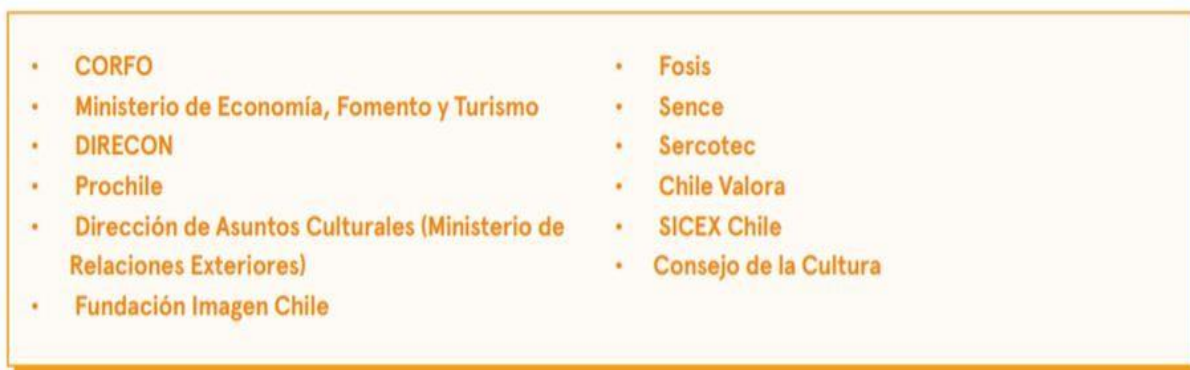 • CORFO
• Ministerio de Economía, Fomento y Turismo
• DIRECON
• Prochile
• Dirección de Asuntos Culturales (Ministerio de
Relaciones Exteriores)
• Fundación Imagen Chile
• Fosis
• Sence
• Sercotec
• Chile Valora
• SICEX Chile
• Consejo de la Cultura